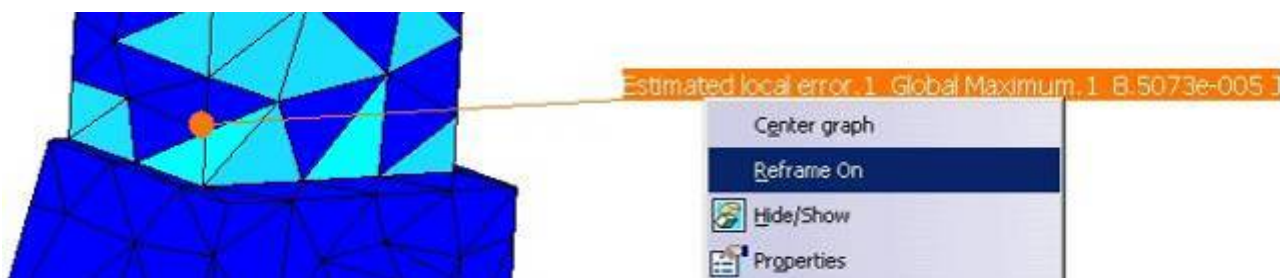 Estimated local error.1 Global Maximum.1 8.5073e-005
Center graph
Reframe On
Hide/Show
Properties